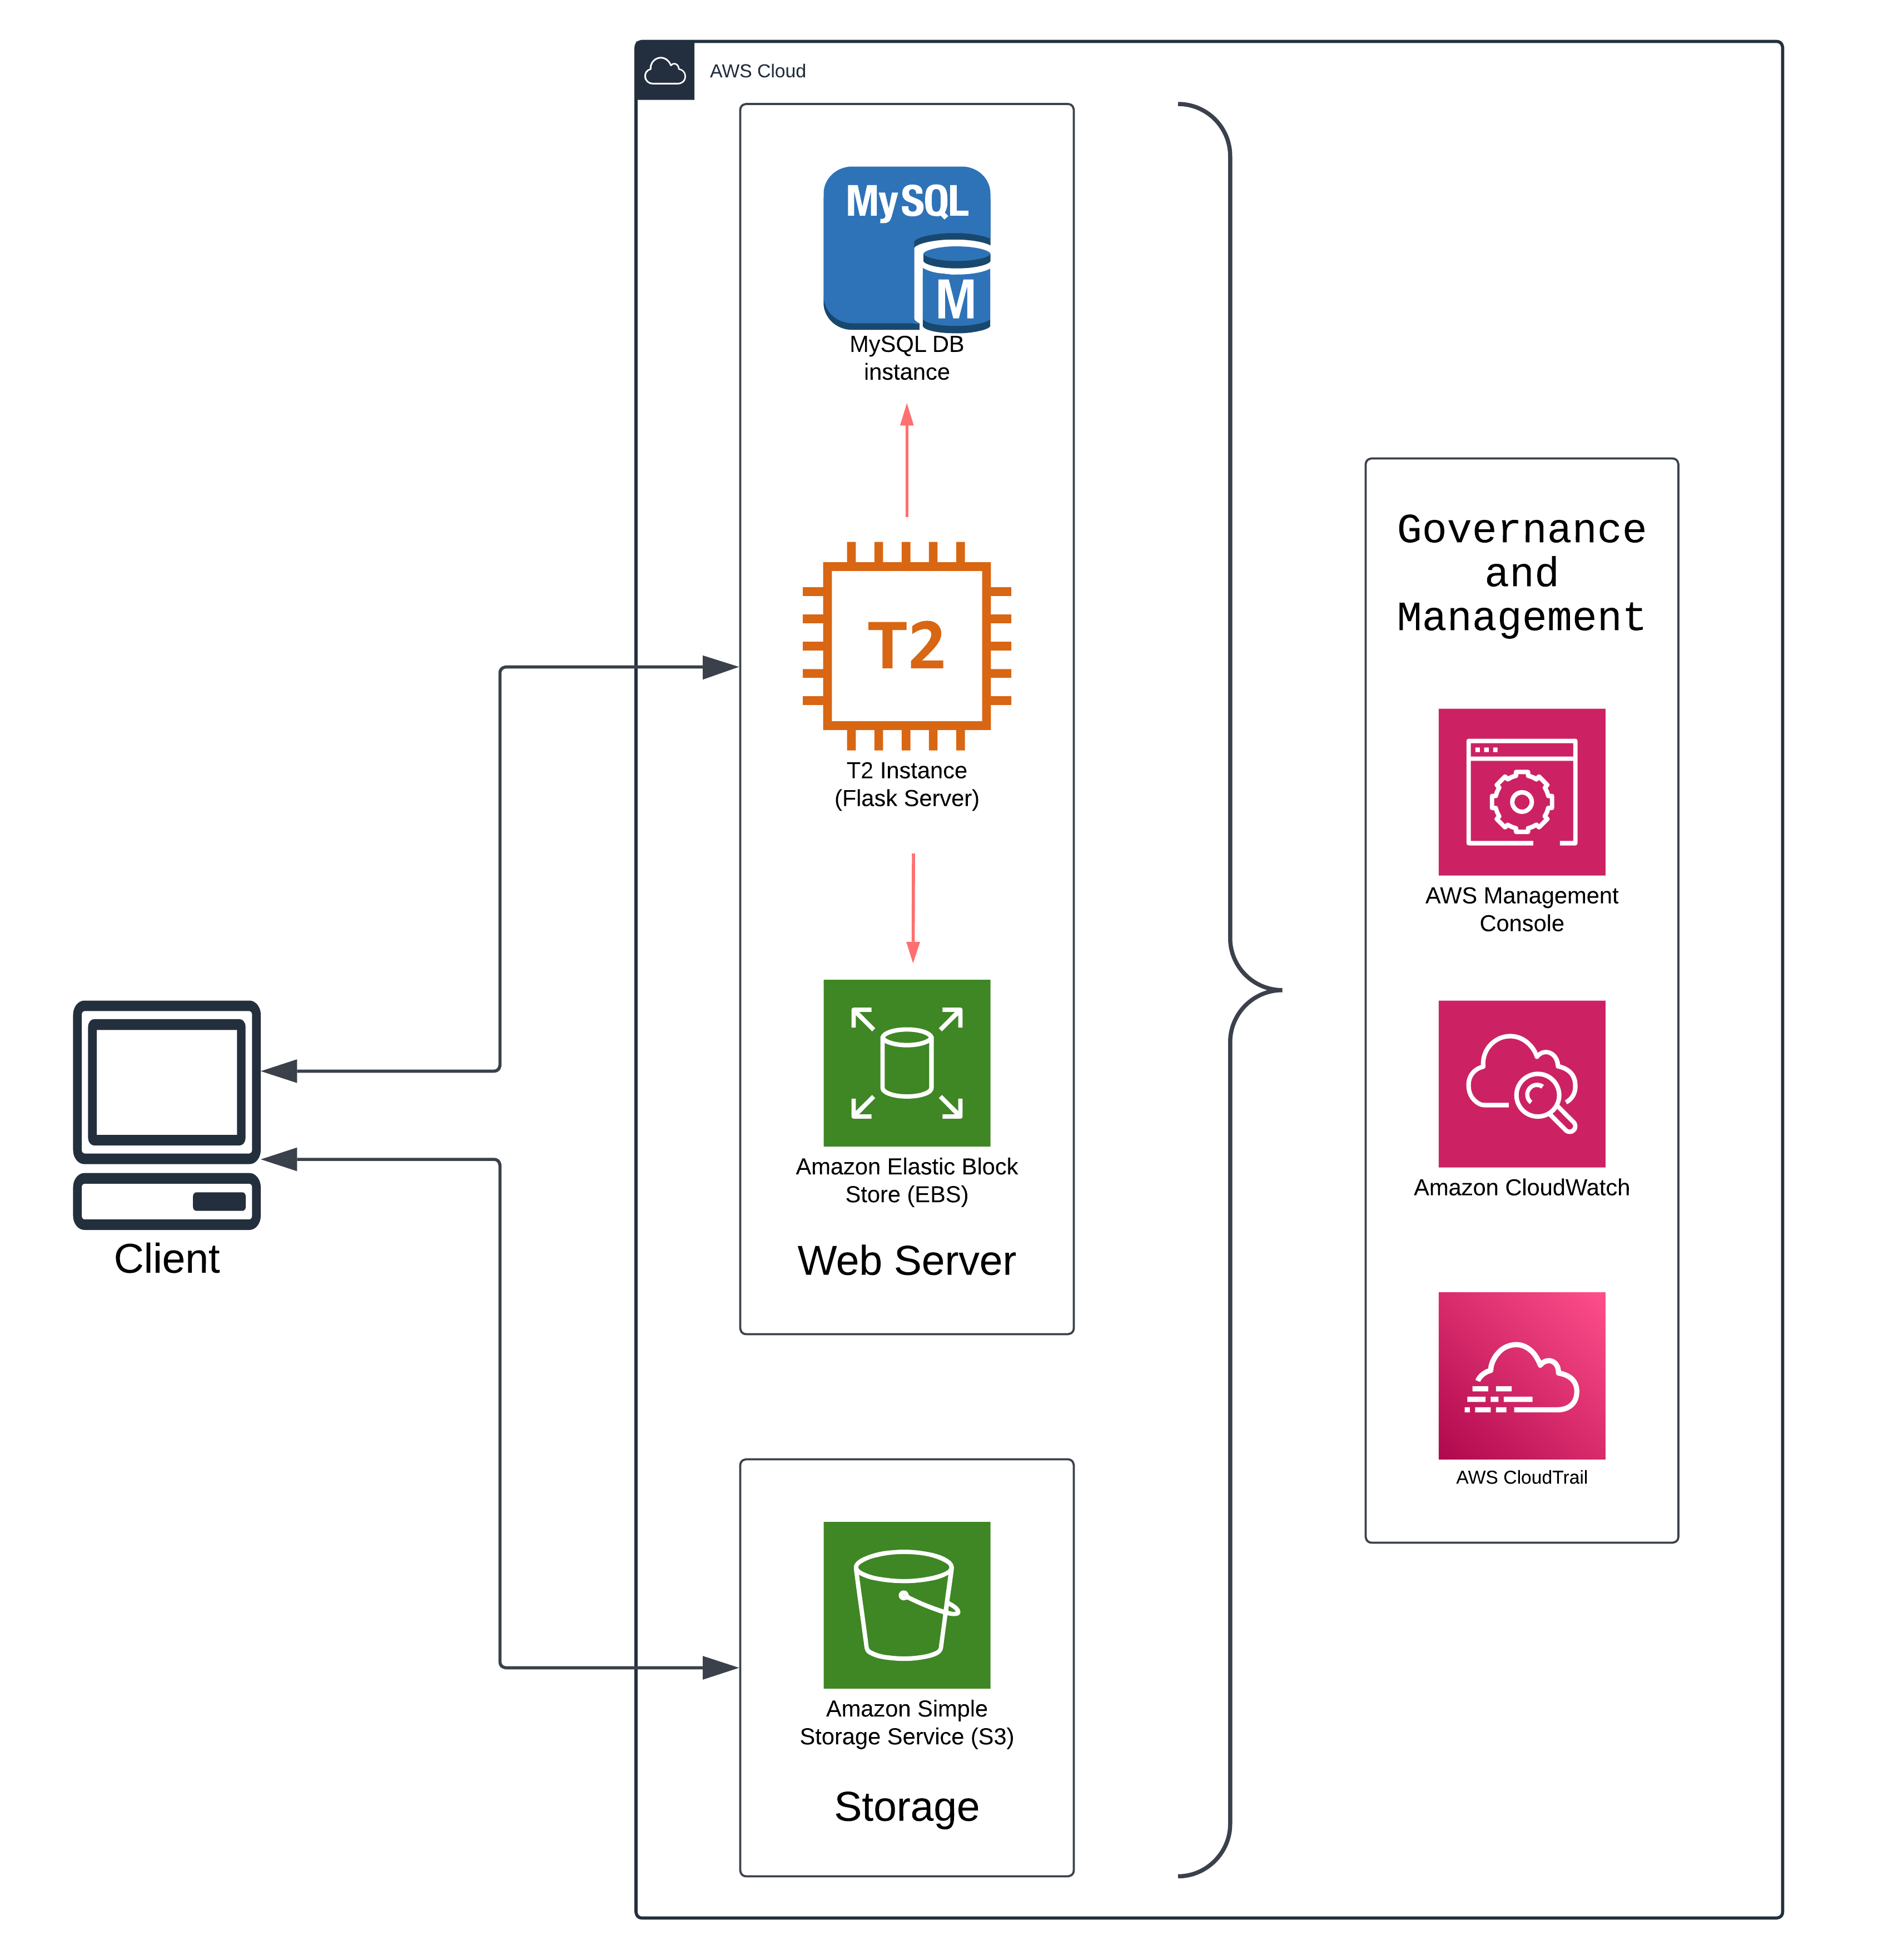 AWS Cloud
MySQL
M
MySQL DB
instance
T2
T2 Instance
(Flask Server)
Amazon Elastic Block
Store (EBS)
Web Server
Client
Amazon Simple
Storage Service (S3)
Storage
Governance
and
Management
AWS Management
Console
Amazon CloudWatch
AWS CloudTrail